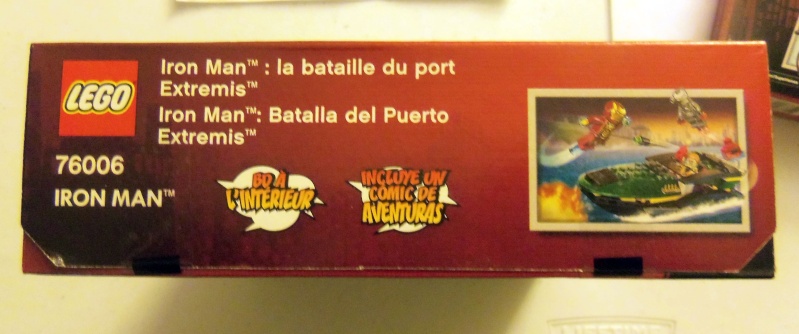 LEGO
Iron Man™ : la bataille du port
Extremis™
Iron Man™: Batalla del Puerto
Extremis™
76006
IRON MAN™
BD À
L'INTÉRIEUR
INCLUYE UN
CÓMIC DE
AVENTURAS